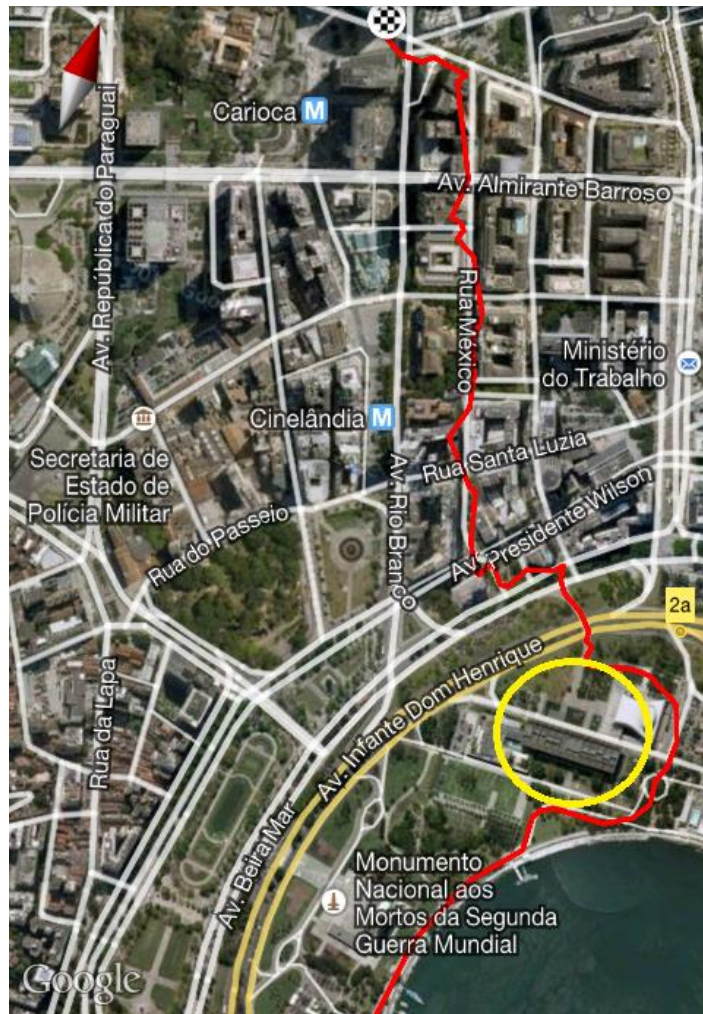 Av. República do Paraguai
Carioca M
Av. Almirante Barroso
Rua México
Ministério
do Trabalho
Cinelândia M
Rua Santa Luzia
Secretaria de
Estado de
Polícia Militar
Av. Presidente Wilson
Rua do Passeio
Av. Rio Branco
2a
Av. Infante Dom Henrique
Rua da Lapa
Av. Beira Mar
Monumento
Nacional aos
Mortos da Segunda
Guerra Mundial
Google